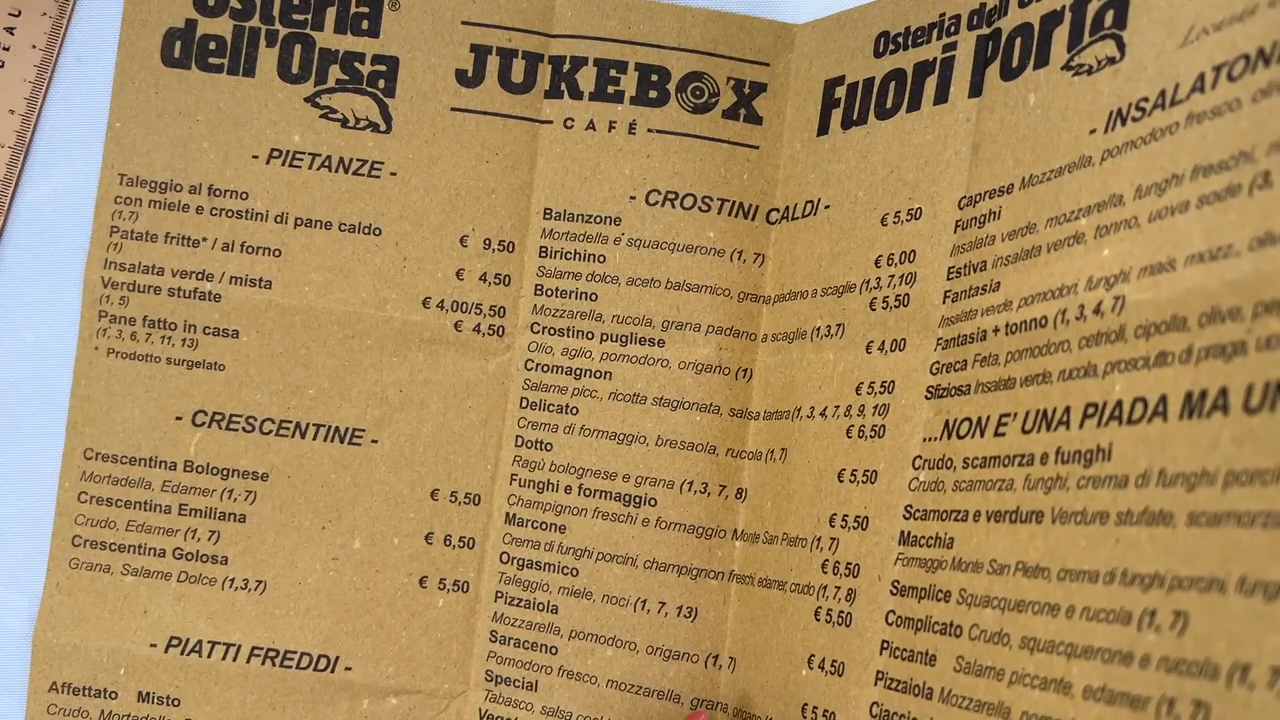 Osteria
dell'Orsa
®
- PIETANZE -
Taleggio al forno
con miele e crostini di pane caldo
(1,7)
€ 9,50
Patate fritte* / al forno
(1)
€ 4,50
Insalata verde / mista
€ 4,00/5,50
Verdure stufate
(1, 5)
€ 4,50
Pane fatto in casa
(1, 3, 6, 7, 11, 13)
* Prodotto surgelato
- CRESCENTINE -
Crescentina Bolognese
Mortadella, Edamer (1, 7)
€ 5,50
Crescentina Emiliana
Crudo, Edamer (1, 7)
€ 6,50
Crescentina Golosa
Grana, Salame Dolce (1,3,7)
€ 5,50
- PIATTI FREDDI -
Affettato Misto
JUKEBOX
CAFÉ
- CROSTINI CALDI -
Balanzone
€ 5,50
Mortadella e squacquerone (1, 7)
Birichino
€ 6,00
Salame dolce, aceto balsamico, grana padano a scaglie (1,3, 7,10)
Boterino
€ 5,50
Mozzarella, rucola, grana padano a scaglie (1,3,7)
Crostino pugliese
€ 4,00
Olio, aglio, pomodoro, origano (1)
Cromagnon
€ 5,50
Salame picc., ricotta stagionata, salsa tartara (1, 3, 4, 7, 8, 9, 10)
Delicato
€ 6,50
Crema di formaggio, bresaola, rucola (1,7)
Dotto
€ 5,50
Ragù bolognese e grana (1,3, 7, 8)
Funghi e formaggio
€ 5,50
Champignon freschi e formaggio Monte San Pietro (1, 7)
Marcone
€ 6,50
Crema di funghi porcini, champignon freschi, edamer, crudo (1, 7, 8)
Orgasmico
€ 5,50
Taleggio, miele, noci (1, 7, 13)
Pizzaiola
€ 4,50
Mozzarella, pomodoro, origano (1, 7)
Saraceno
€ 5,50
Pomodoro fresco, mozzarella, grana,
Special
Tabasco, salsa
Osteria dell'
Fuori Porta
- INSALATON
Caprese Mozzarella, pomodoro fresco,
Funghi
Insalata verde, mozzarella, funghi freschi,
Estiva insalata verde, tonno, uova sode (3,
Fantasia
Insalata verde, pomodori, funghi, mais, mozz.,
Fantasia + tonno (1, 3, 4, 7)
Greca Feta, pomodoro, cetrioli, cipolla, olive,
Sfiziosa Insalata verde, rucola, prosciutto di praga,
...NON E' UNA PIADA MA U
Crudo, scamorza e funghi
Crudo, scamorza, funghi, crema di funghi porcini
Scamorza e verdure Verdure stufate, scamorza
Macchia
Formaggio Monte San Pietro, crema di funghi porcini,
Semplice Squacquerone e rucola (1, 7)
Complicato Crudo, squacquerone e rucola (1, 7
Piccante Salame piccante, edamer (1, 7)
Pizzaiola Mozzarella,